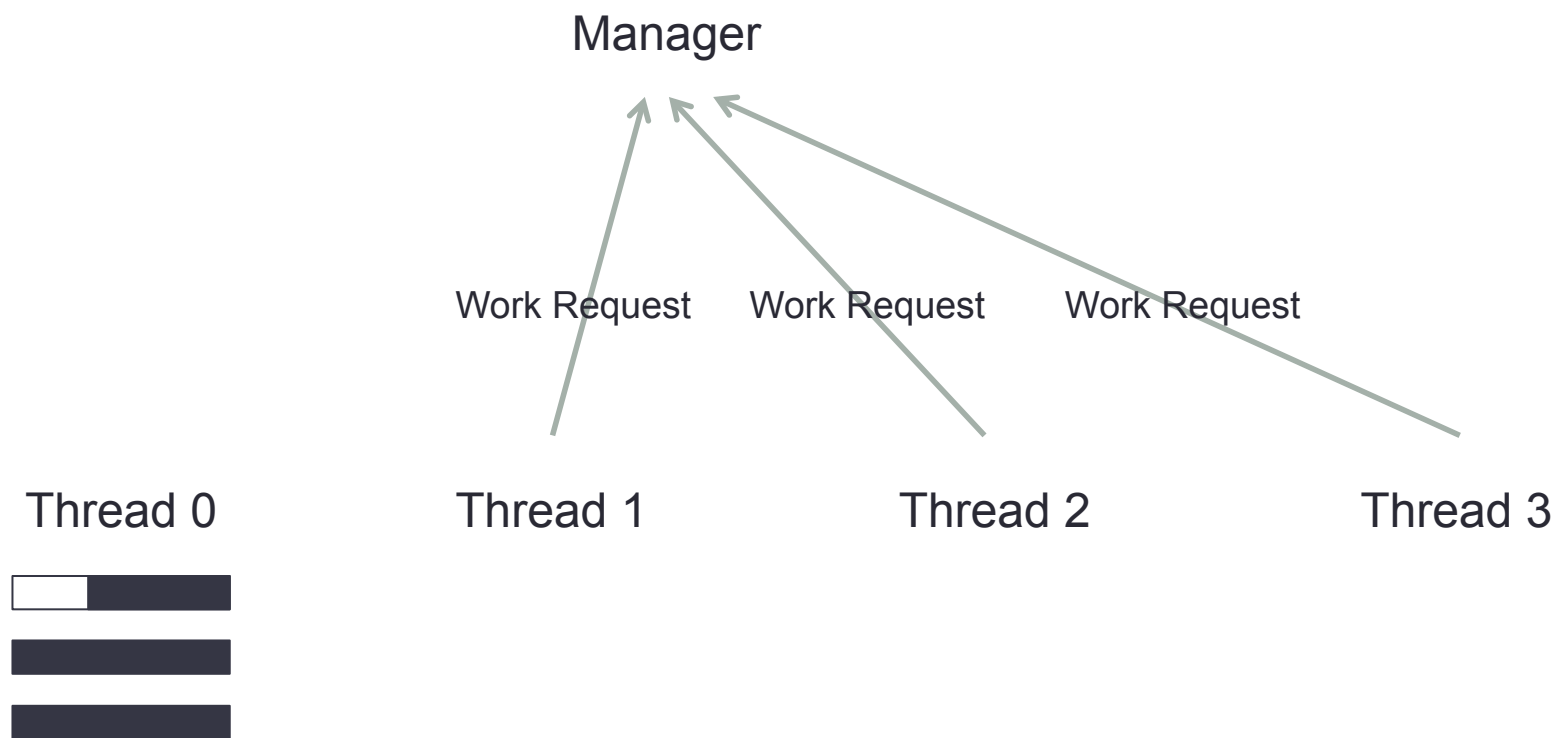 Manager
Work Request Work Request Work Request
Thread 0 Thread 1 Thread 2 Thread 3